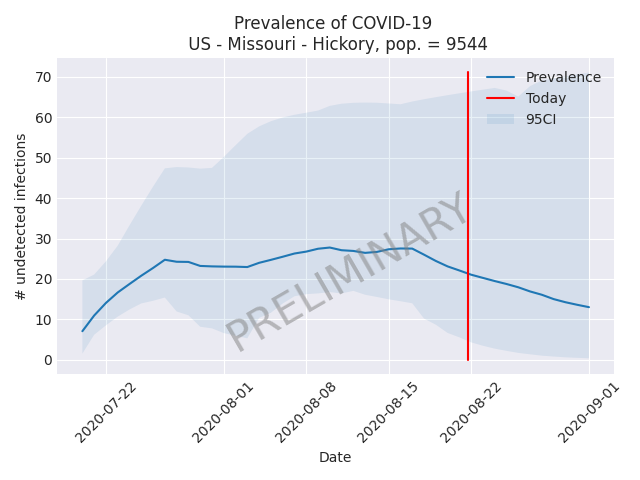 Prevalence of COVID-19
US - Missouri - Hickory, pop. = 9544
# undetected infections
70
60
50
40
30
20
10
0
Prevalence
Today
95CI
PRELIMINARY
2020-07-22
2020-08-01
2020-08-08
2020-08-15
2020-08-22
2020-09-01
Date